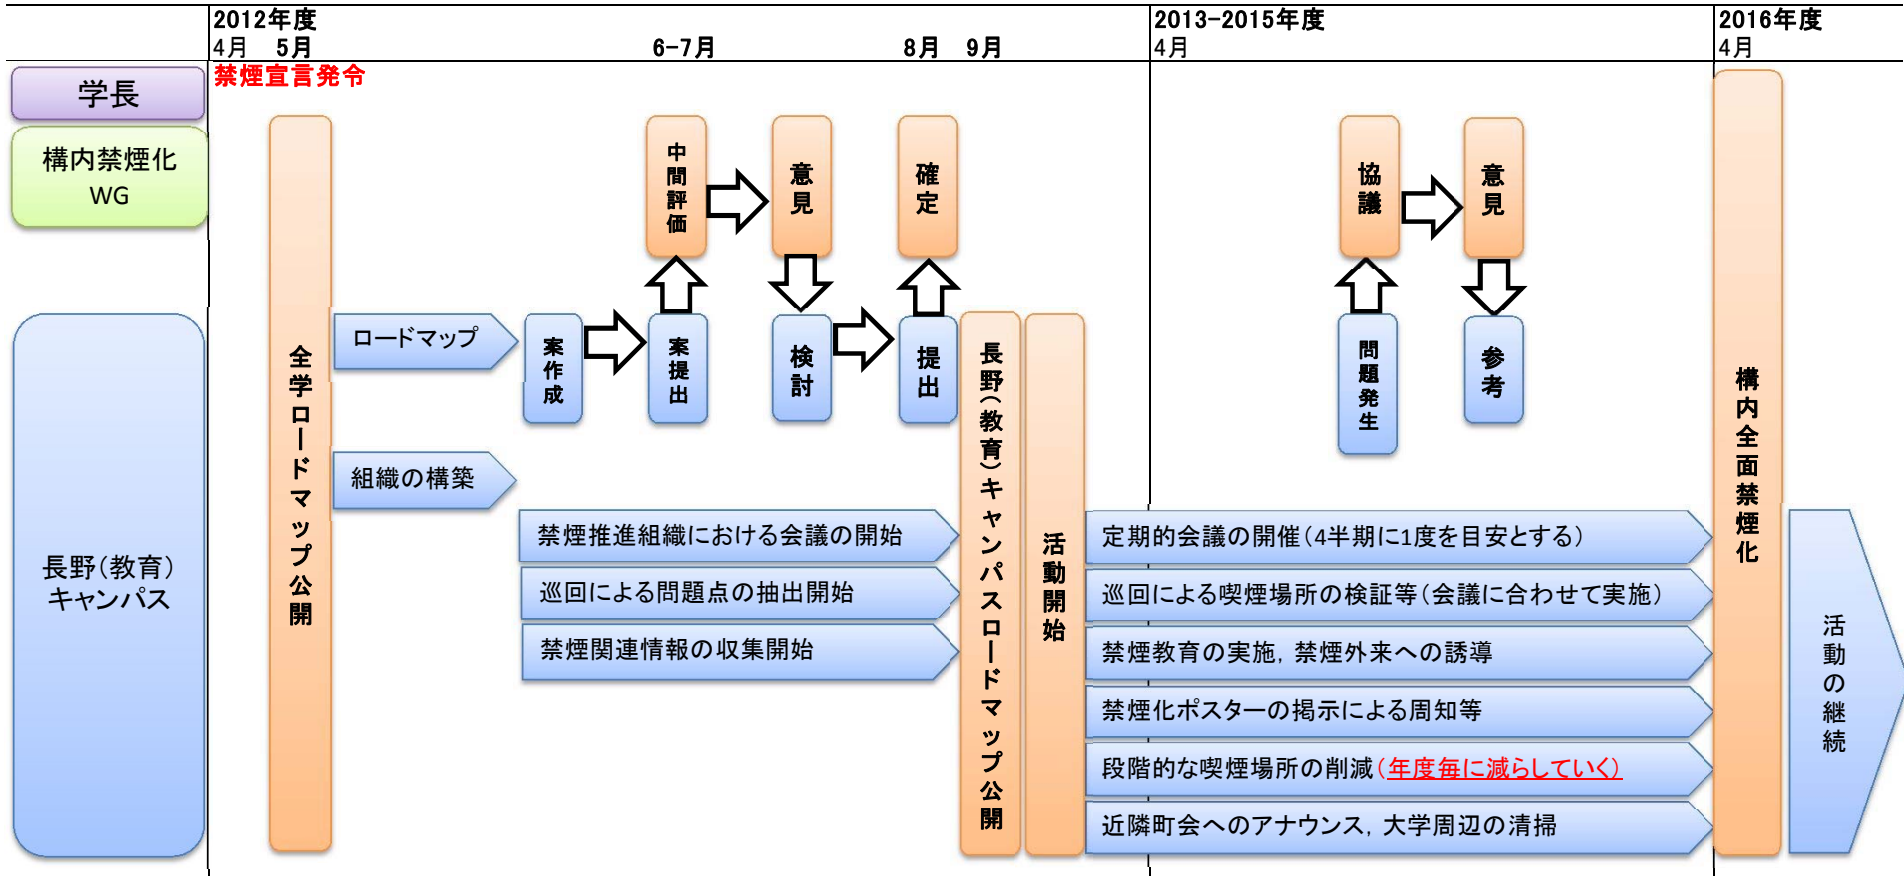 2012年度
2013-2015年度
2016年度
4月 5月
6-7月
8月 9月
4月
4月
学長
禁煙宣言発令
構内禁煙化
WG
中間評価
意見
確定
協議
意見
長野(教育)
キャンパス
全学ロードマップ公開
ロードマップ
案作成
案提出
検討
提出
問題発生
参考
組織の構築
禁煙推進組織における会議の開始
巡回による問題点の抽出開始
禁煙関連情報の収集開始
長野(教育)キャンパスロードマップ公開
活動開始
定期的会議の開催(4半期に1度を目安とする)
巡回による喫煙場所の検証等(会議に合わせて実施)
禁煙教育の実施，禁煙外来への誘導
禁煙化ポスターの掲示による周知等
段階的な喫煙場所の削減(年度毎に減らしていく)
近隣町会へのアナウンス，大学周辺の清掃
構内全面禁煙化
活動の継続